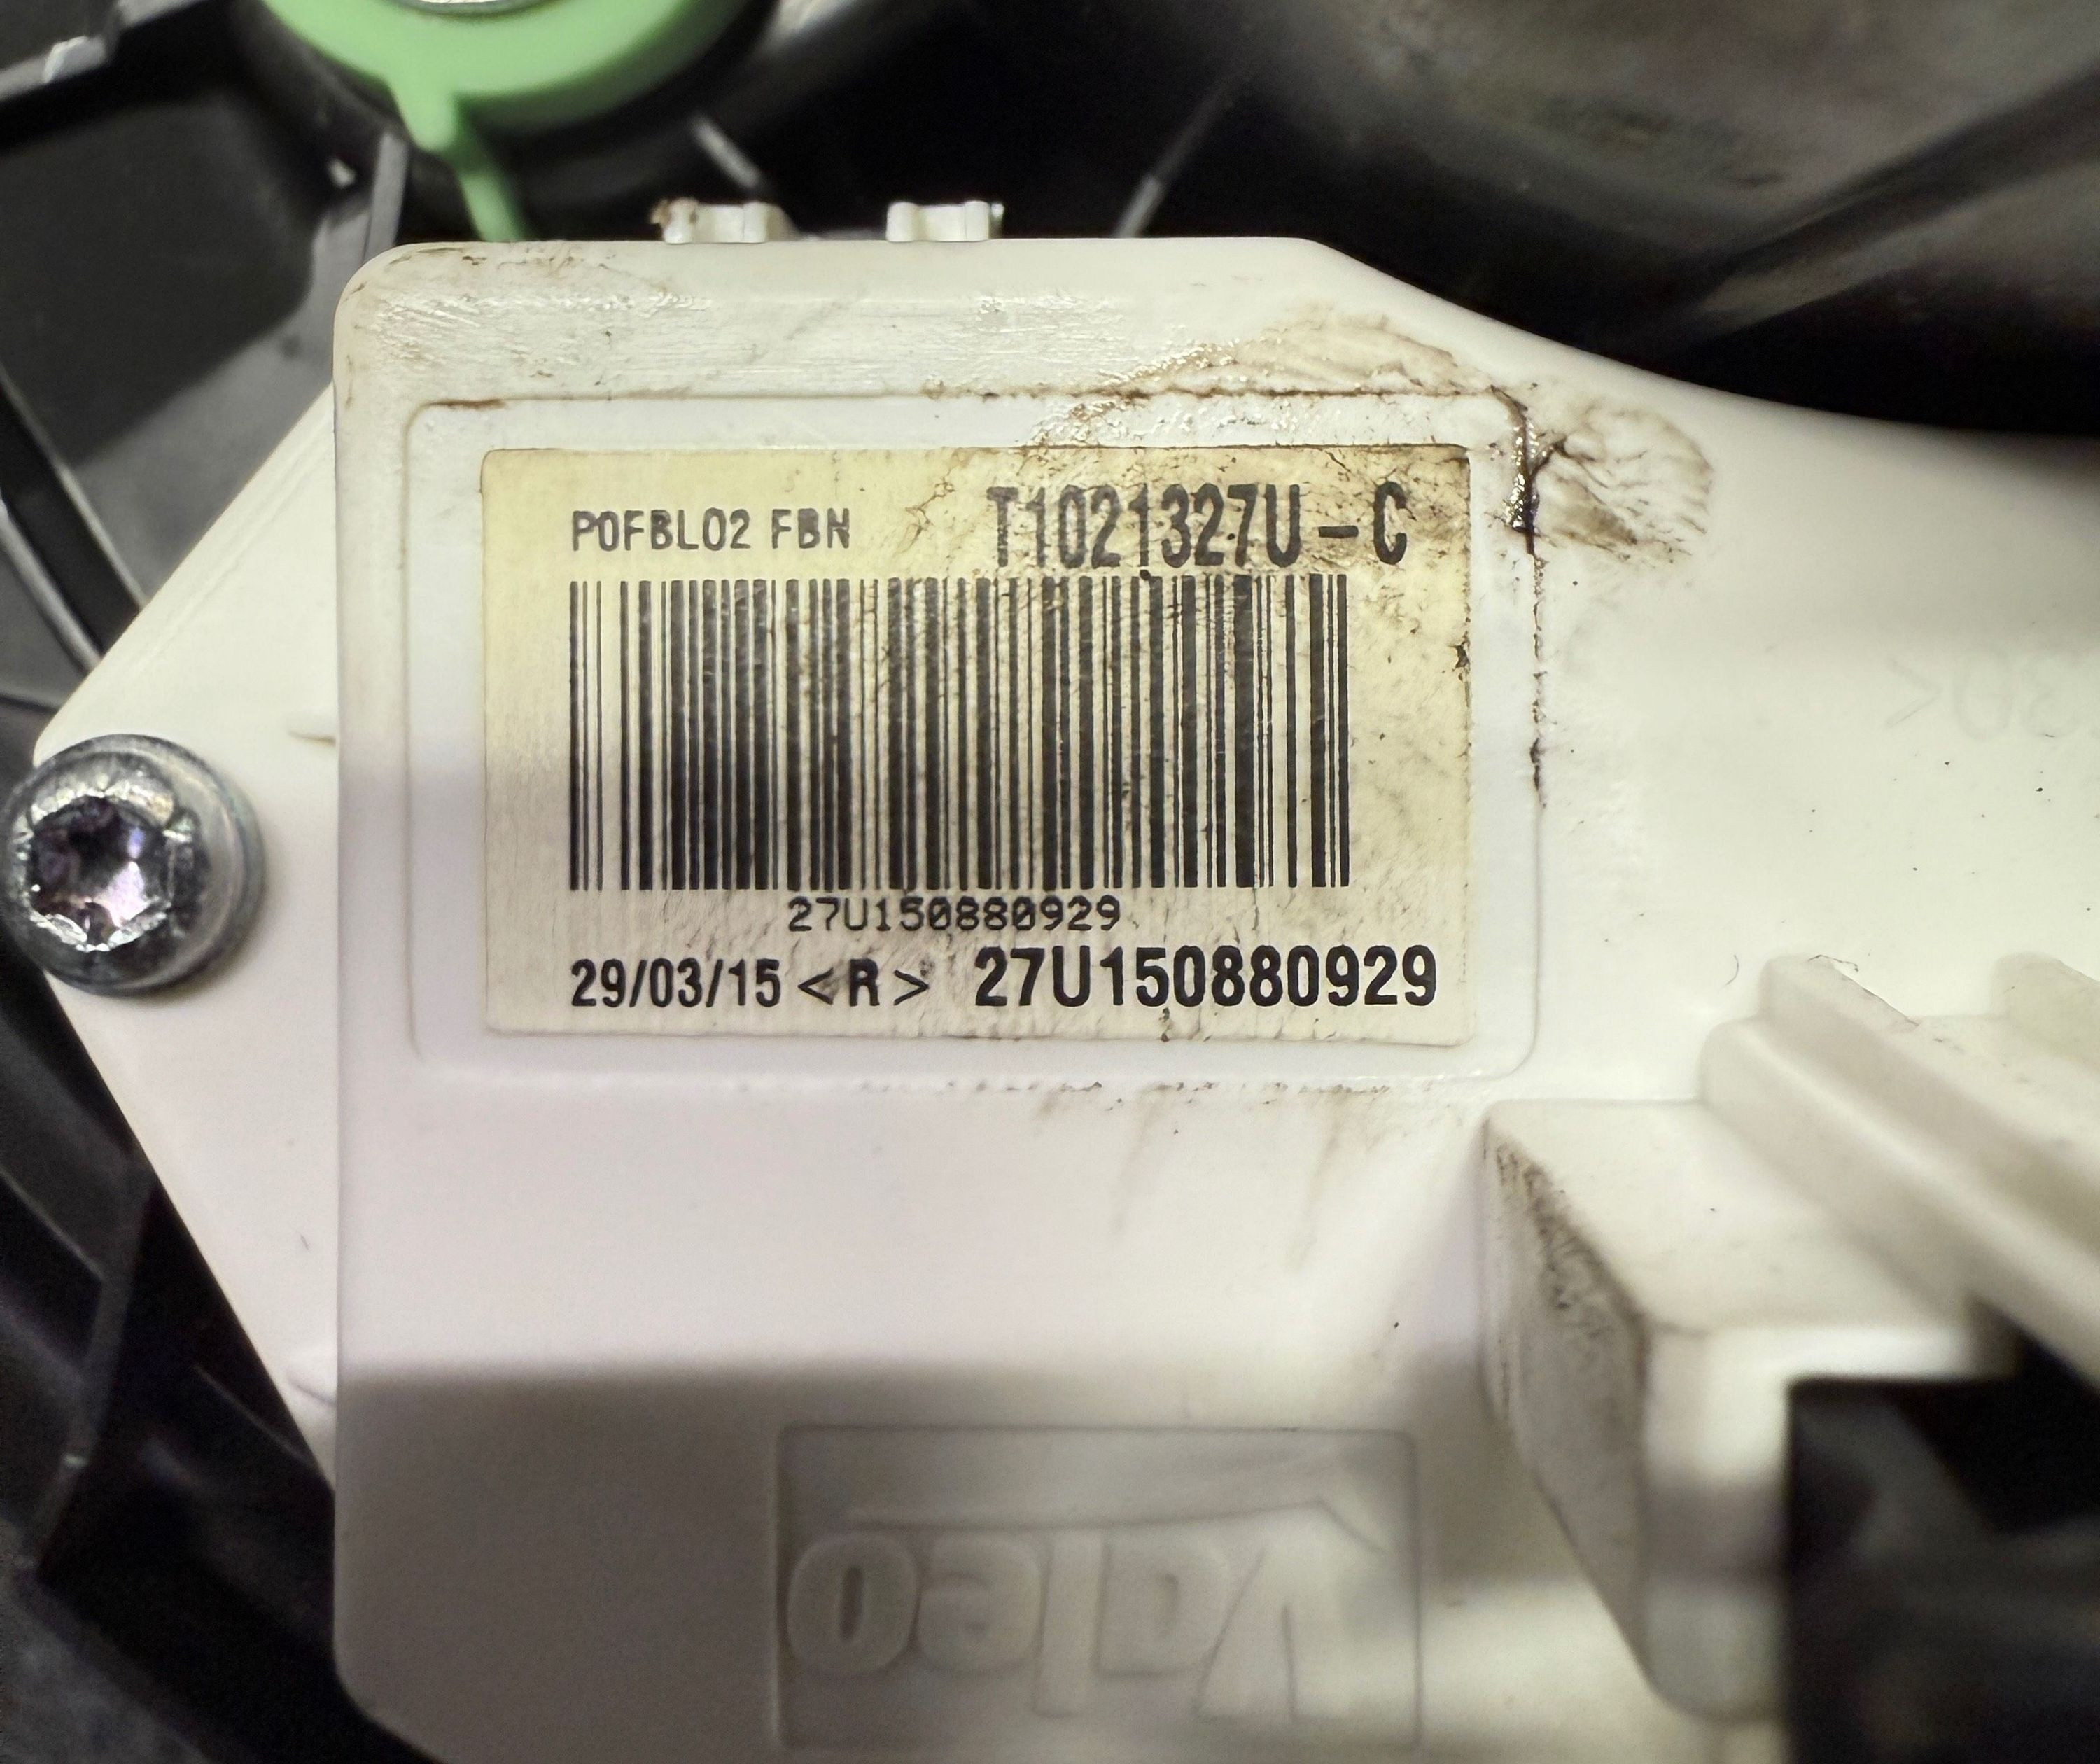 P0FBL02 FBN T1021327U-C
27U150880929
29/03/15 <R> 27U150880929
Valeo